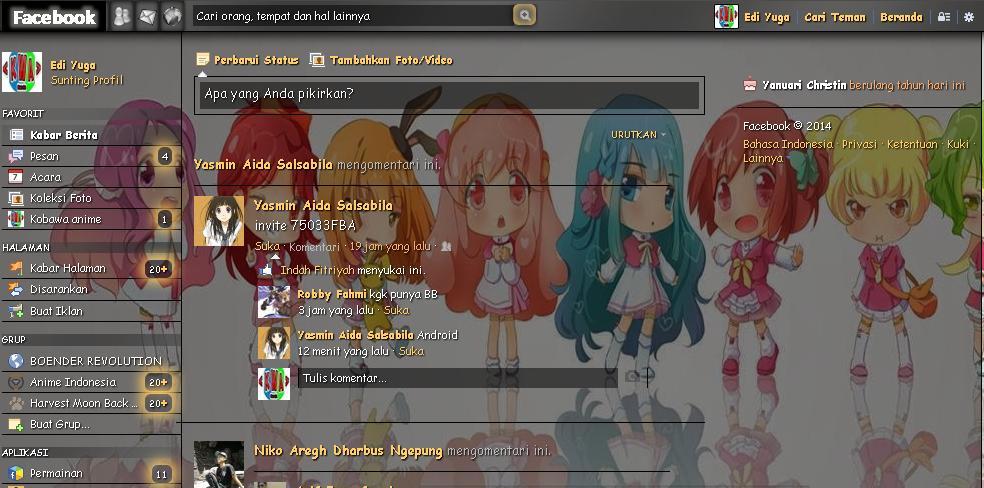 Facebook
Cari orang, tempat dan hal lainnya
Edi Yuga
Cari Teman
Beranda
Edi Yuga
Sunting Profil
FAVORIT
Kabar Berita
Pesan 4
7 Acara
Koleksi Foto
Kobawa anime 1
HALAMAN
Kabar Halaman 20+
Disarankan
Buat Iklan
GRUP
BOENDER REVOLUTION
Anime Indonesia 20+
Harvest Moon Back ... 20+
Buat Grup...
APLIKASI
Permainan 11
Perbarui Status
Tambahkan Foto/Video
Apa yang Anda pikirkan?
URUTKAN
Yasmin Aida Salsabila mengomentari ini.
Yasmin Aida Salsabila
invite 75033FBA
Suka · Komentari · 19 jam yang lalu ·
Indah Fitriyah menyukai ini.
Robby Fahmi kgk punya BB
3 jam yang lalu · Suka
Yasmin Aida Salsabila Android
12 menit yang lalu · Suka
Tulis komentar...
Niko Aregh Dharbus Ngepung mengomentari ini.
Yanuari Christin berulang tahun hari ini
Facebook © 2014
Bahasa Indonesia · Privasi · Ketentuan · Kuki ·
Lainnya